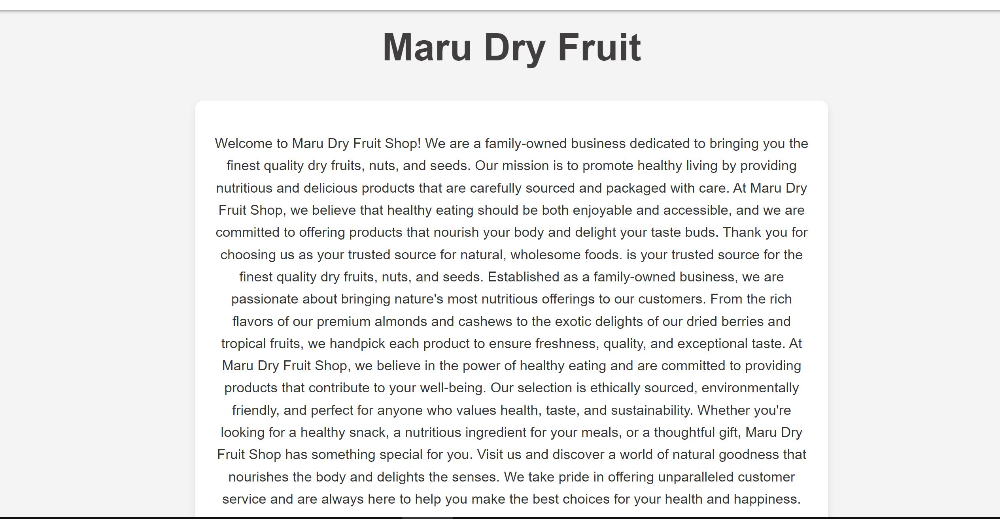 Maru Dry Fruit
Welcome to Maru Dry Fruit Shop! We are a family-owned business dedicated to bringing you the
finest quality dry fruits, nuts, and seeds. Our mission is to promote healthy living by providing
nutritious and delicious products that are carefully sourced and packaged with care. At Maru Dry
Fruit Shop, we believe that healthy eating should be both enjoyable and accessible, and we are
committed to offering products that nourish your body and delight your taste buds. Thank you for
choosing us as your trusted source for natural, wholesome foods. is your trusted source for the
finest quality dry fruits, nuts, and seeds. Established as a family-owned business, we are
passionate about bringing nature's most nutritious offerings to our customers. From the rich
flavors of our premium almonds and cashews to the exotic delights of our dried berries and
tropical fruits, we handpick each product to ensure freshness, quality, and exceptional taste. At
Maru Dry Fruit Shop, we believe in the power of healthy eating and are committed to providing
products that contribute to your well-being. Our selection is ethically sourced, environmentally
friendly, and perfect for anyone who values health, taste, and sustainability. Whether you're
looking for a healthy snack, a nutritious ingredient for your meals, or a thoughtful gift, Maru Dry
Fruit Shop has something special for you. Visit us and discover a world of natural goodness that
nourishes the body and delights the senses. We take pride in offering unparalleled customer
service and are always here to help you make the best choices for your health and happiness.